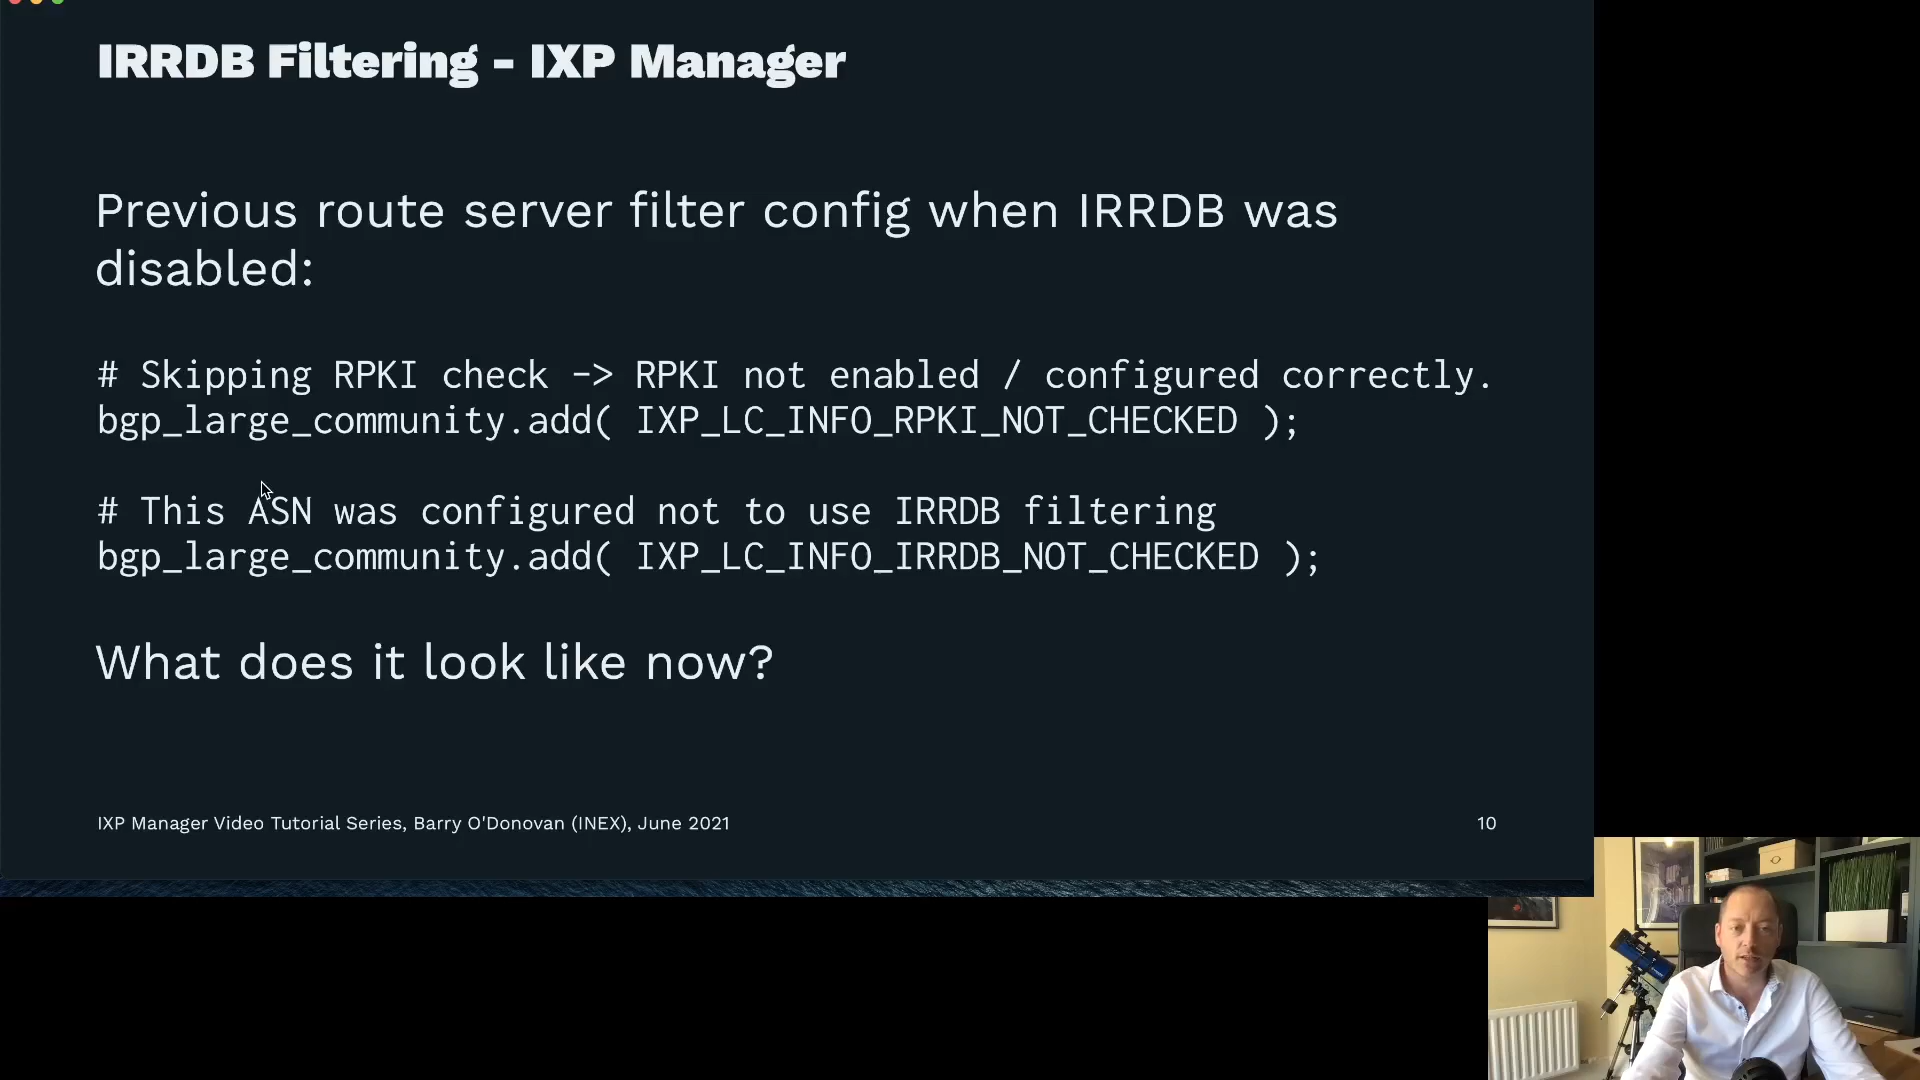 IRRDB Filtering - IXP Manager
Previous route server filter config when IRRDB was
disabled:
# Skipping RPKI check -> RPKI not enabled / configured correctly.
bgp_large_community.add( IXP_LC_INFO_RPKI_NOT_CHECKED );
# This ASN was configured not to use IRRDB filtering
bgp_large_community.add( IXP_LC_INFO_IRRDB_NOT_CHECKED );
What does it look like now?
IXP Manager Video Tutorial Series, Barry O'Donovan (INEX), June 2021
10